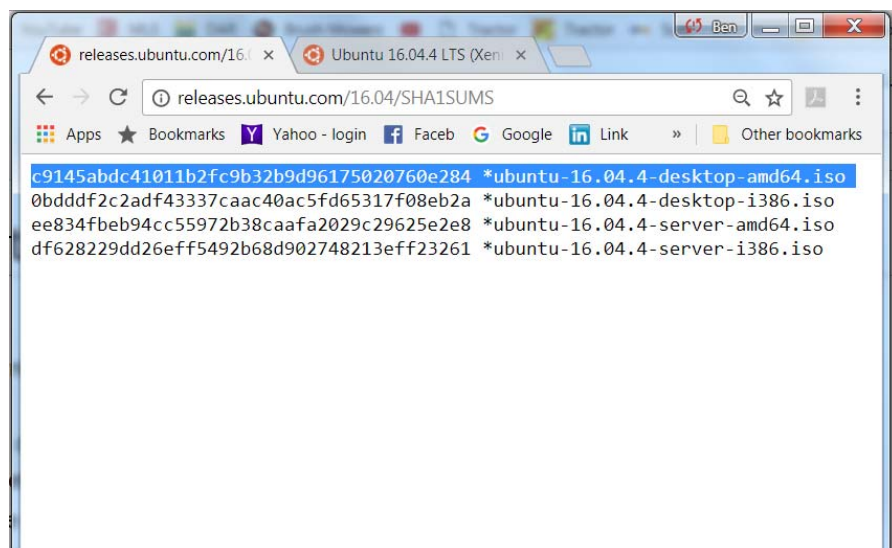 Ben
releases.ubuntu.com/16.
Ubuntu 16.04.4 LTS (Xen
releases.ubuntu.com/16.04/SHA1SUMS
Apps Bookmarks Yahoo - login Faceb Google Link » Other bookmarks
c9145abdc41011b2fc9b32b9d96175020760e284 *ubuntu-16.04.4-desktop-amd64.iso
0bdddf2c2adf43337caac40ac5fd65317f08eb2a *ubuntu-16.04.4-desktop-i386.iso
ee834fbeb94cc55972b38caafa2029c29625e2e8 *ubuntu-16.04.4-server-amd64.iso
df628229dd26eff5492b68d902748213eff23261 *ubuntu-16.04.4-server-i386.iso